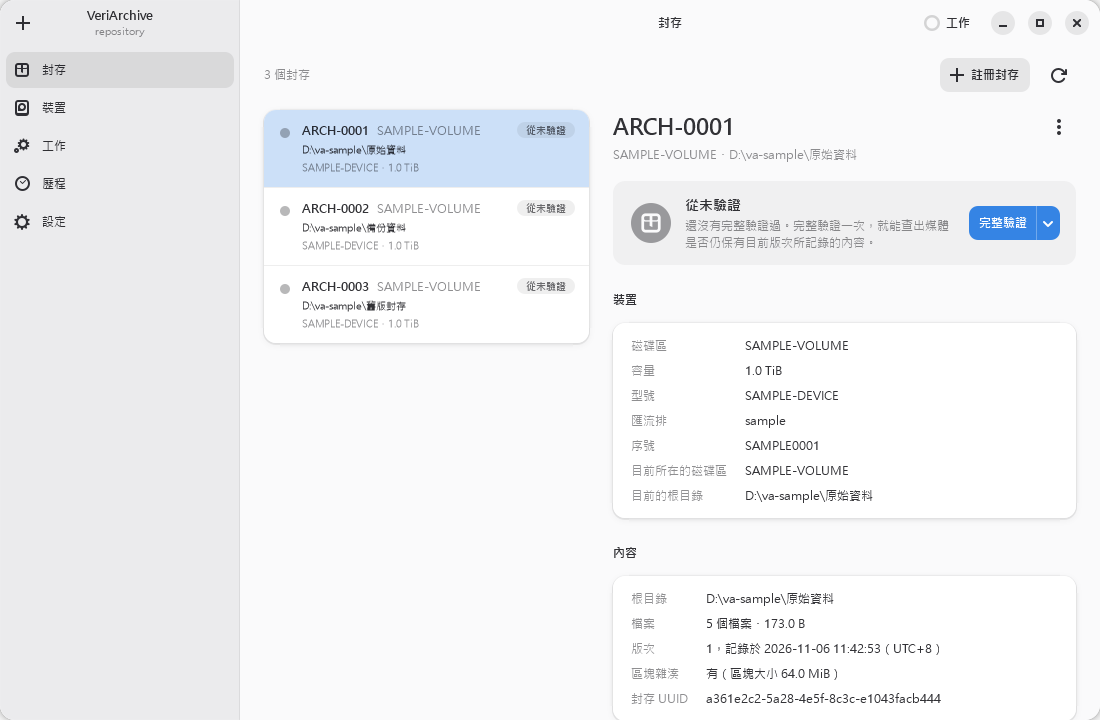 VeriArchive
repository
封存
裝置
工作
歷程
設定
封存
工作
3 個封存
註冊封存
ARCH-0001 SAMPLE-VOLUME 從未驗證
D:\va-sample\原始資料
SAMPLE-DEVICE · 1.0 TiB
ARCH-0002 SAMPLE-VOLUME 從未驗證
D:\va-sample\備份資料
SAMPLE-DEVICE · 1.0 TiB
ARCH-0003 SAMPLE-VOLUME 從未驗證
D:\va-sample\舊版封存
SAMPLE-DEVICE · 1.0 TiB
ARCH-0001
SAMPLE-VOLUME · D:\va-sample\原始資料
從未驗證
還沒有完整驗證過。完整驗證一次，就能查出媒體
是否仍保有目前版次所記錄的內容。
完整驗證
裝置
磁碟區 SAMPLE-VOLUME
容量 1.0 TiB
型號 SAMPLE-DEVICE
匯流排 sample
序號 SAMPLE0001
目前所在的磁碟區 SAMPLE-VOLUME
目前的根目錄 D:\va-sample\原始資料
內容
根目錄 D:\va-sample\原始資料
檔案 5 個檔案 · 173.0 B
版次 1，記錄於 2026-11-06 11:42:53（UTC+8）
區塊雜湊 有（區塊大小 64.0 MiB）
封存 UUID a361e2c2-5a28-4e5f-8c3c-e1043facb444